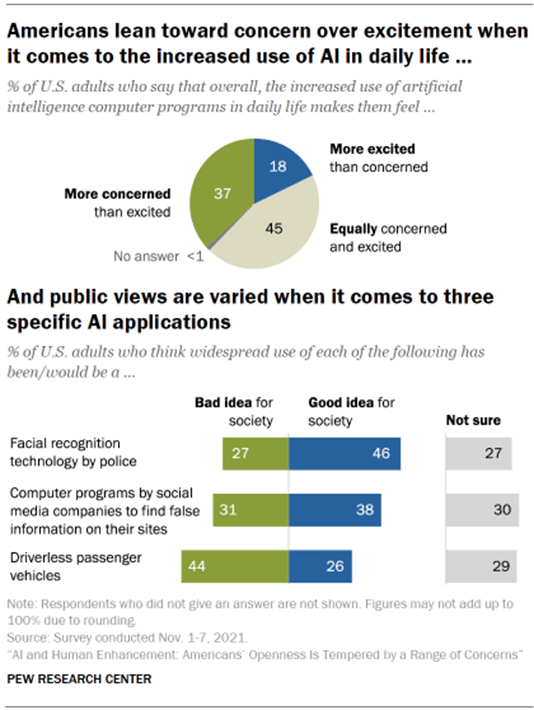 Americans lean toward concern over excitement when
it comes to the increased use of AI in daily life ...
% of U.S. adults who say that overall, the increased use of artificial
intelligence computer programs in daily life makes them feel ...
More excited
than concerned
18
More concerned
than excited
37
45
Equally concerned
and excited
No answer <1
And public views are varied when it comes to three
specific AI applications
% of U.S. adults who think widespread use of each of the following has
been/would be a ...
Bad idea for
society
Good idea for
society
Not sure
Facial recognition
technology by police
27 46 27
Computer programs by social
media companies to find false
information on their sites
31 38 30
Driverless passenger
vehicles
44 26 29
Note: Respondents who did not give an answer are not shown. Figures may not add up to
100% due to rounding.
Source: Survey conducted Nov. 1-7, 2021.
“AI and Human Enhancement: Americans’ Openness Is Tempered by a Range of Concerns”
PEW RESEARCH CENTER